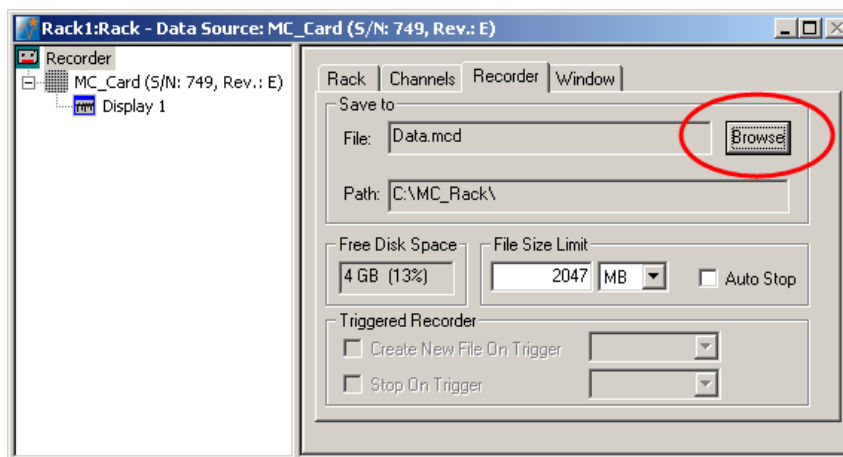 Rack1:Rack - Data Source: MC_Card (S/N: 749, Rev.: E)
Recorder
MC_Card (S/N: 749, Rev.: E)
Display 1
Rack Channels Recorder Window
Save to
File: Data.mcd Browse
Path: C:\MC_Rack\
Free Disk Space File Size Limit
4 GB (13%) 2047 MB Auto Stop
Triggered Recorder
Create New File On Trigger
Stop On Trigger